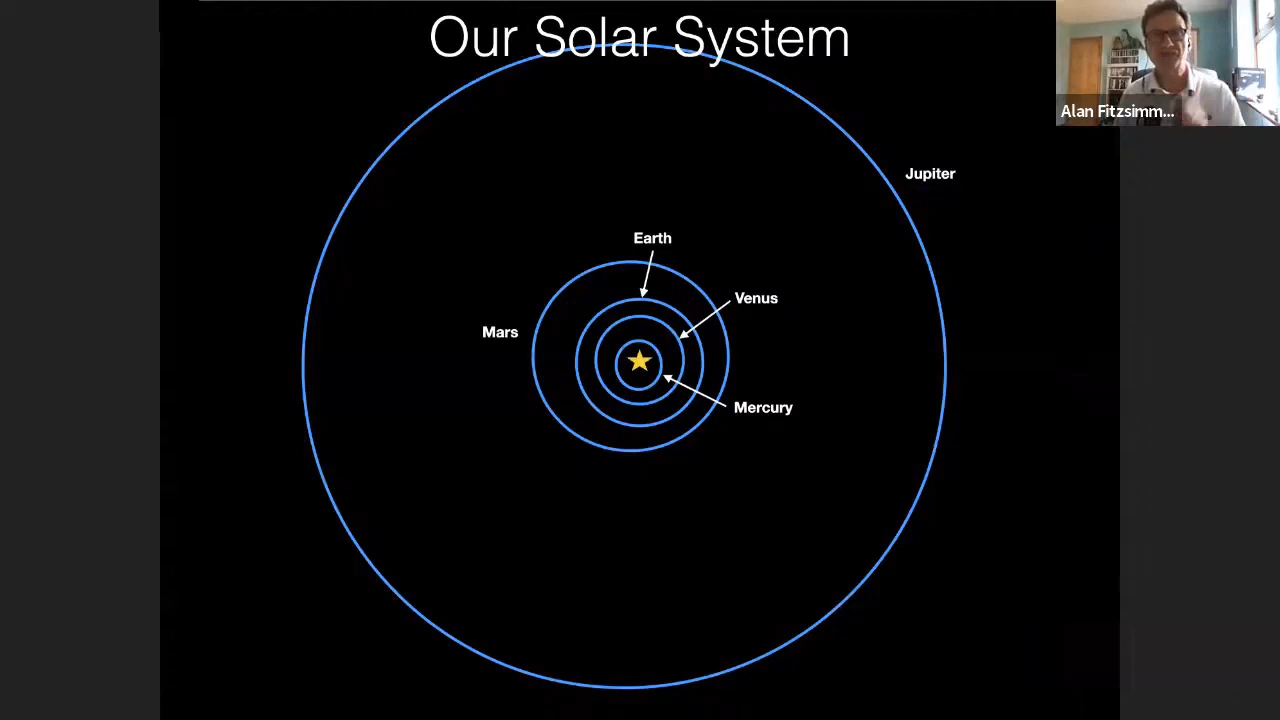 Our Solar System
Alan Fitzsimm...
Jupiter
Earth
Venus
Mars
Mercury